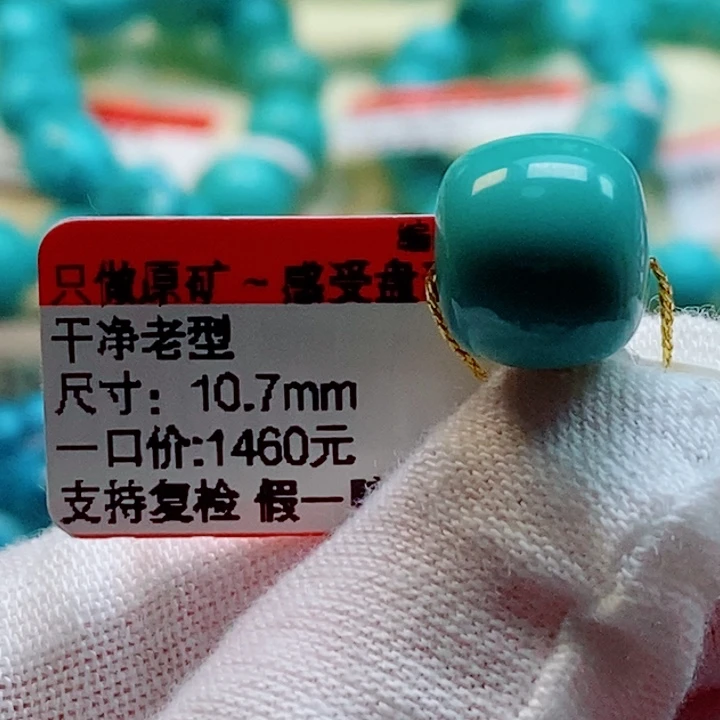 编
只做原矿~感受盘
干净老型
尺寸：10.7mm
一口价:1460元
支持复检 假一